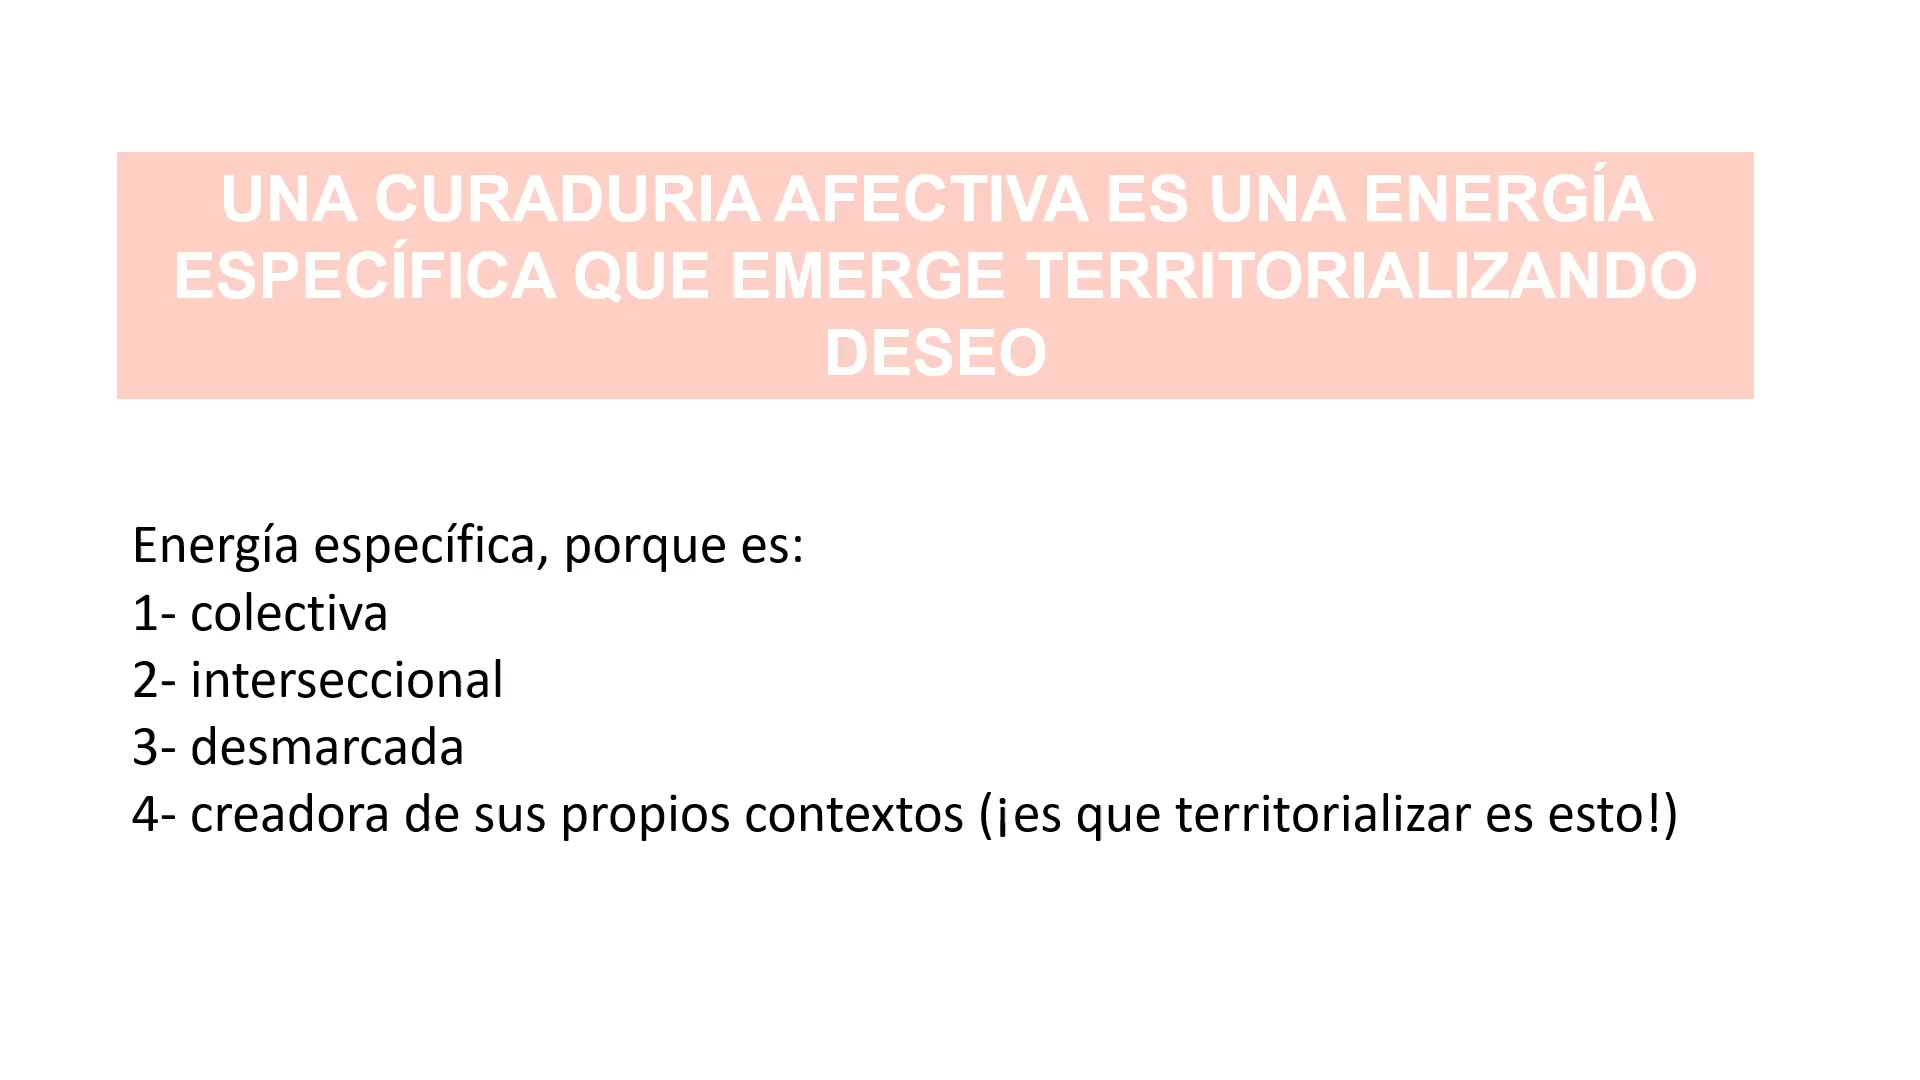 UNA CURADURIA AFECTIVA ES UNA ENERGÍA
ESPECÍFICA QUE EMERGE TERRITORIALIZANDO
DESEO
Energía específica, porque es:
1- colectiva
2- interseccional
3- desmarcada
4- creadora de sus propios contextos (¡es que territorializar es esto!)